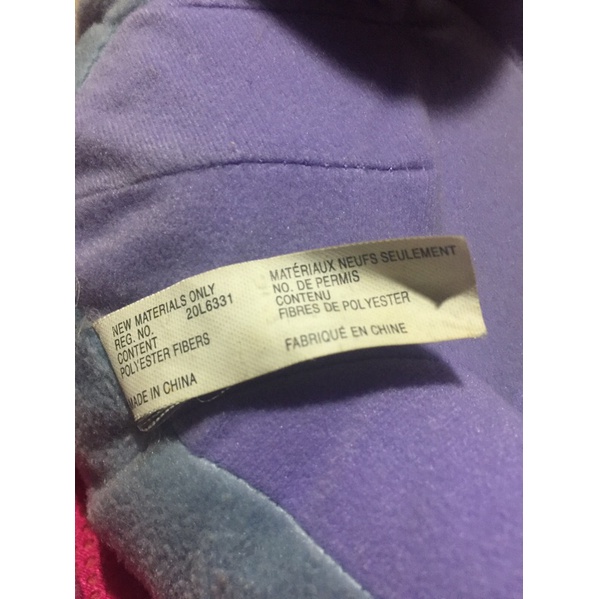 NEW MATERIALS ONLY
REG. NO. 20L6331
CONTENT
POLYESTER FIBERS
MADE IN CHINA
MATÉRIAUX NEUFS SEULEMENT
NO. DE PERMIS
CONTENU
FIBRES DE POLYESTER
FABRIQUÉ EN CHINE